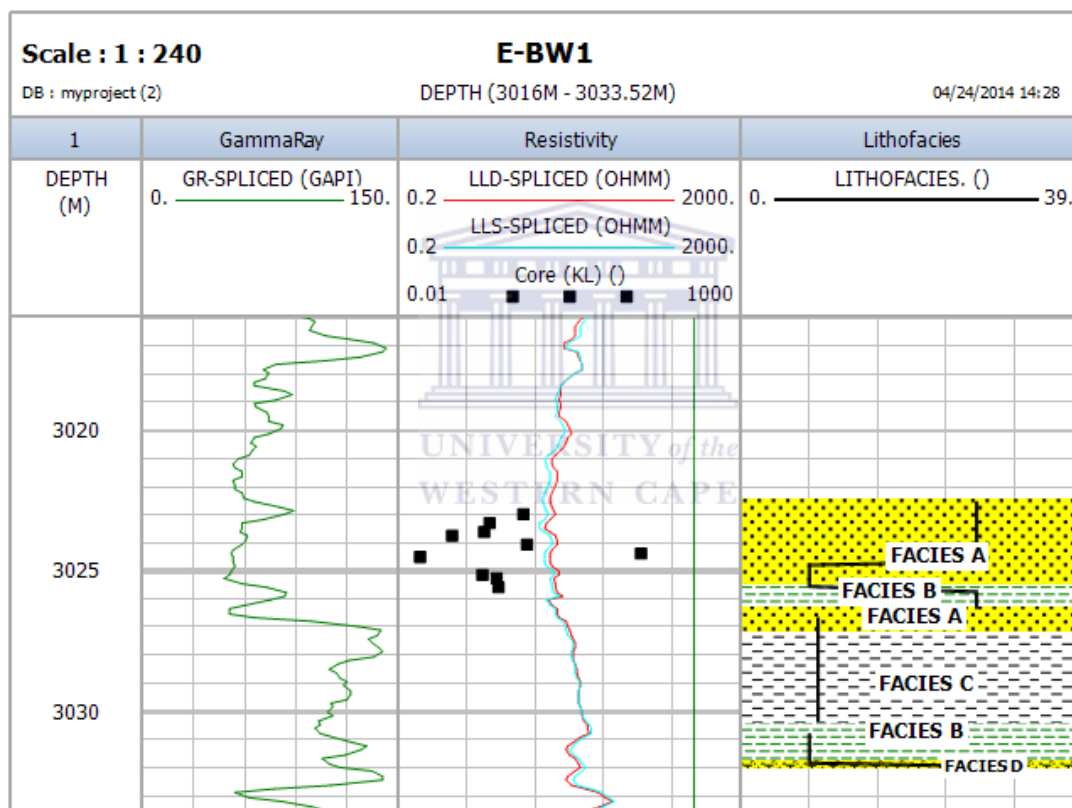 Scale : 1 : 240 E-BW1
DB : myproject (2) DEPTH (3016M - 3033.52M) 04/24/2014 14:28
1 GammaRay Resistivity Lithofacies
DEPTH (M)
GR-SPLICED (GAPI)
0. 150.
LLD-SPLICED (OHMM)
0.2 2000.
LLS-SPLICED (OHMM)
0.2 2000.
Core (KL) ()
0.01 1000
LITHOFACIES. ()
0. 39.
UNIVERSITY of the
WESTERN CAPE
3020
3025
3030
FACIES A
FACIES B
FACIES A
FACIES C
FACIES B
FACIES D